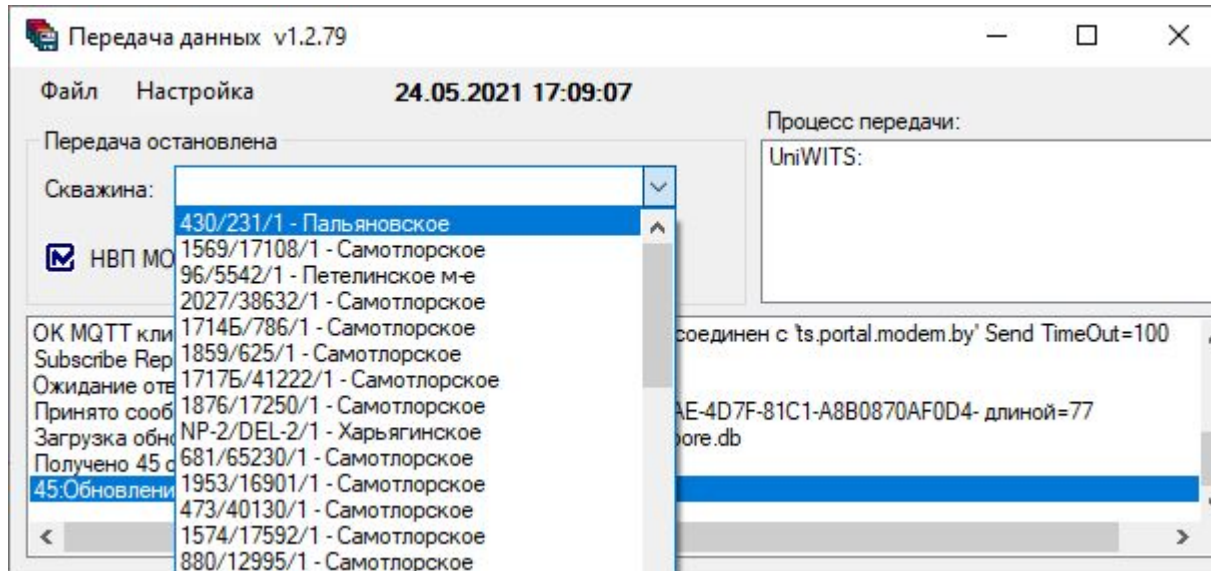 Передача данных v1.2.79
Файл Настройка 24.05.2021 17:09:07
Передача остановлена
Скважина:
НВП МО
430/231/1 - Пальяновское
1569/17108/1 - Самотлорское
96/5542/1 - Петелинское м-е
2027/38632/1 - Самотлорское
1714Б/786/1 - Самотлорское
1859/625/1 - Самотлорское
1717Б/41222/1 - Самотлорское
1876/17250/1 - Самотлорское
NP-2/DEL-2/1 - Харьягинское
681/65230/1 - Самотлорское
1953/16901/1 - Самотлорское
473/40130/1 - Самотлорское
1574/17592/1 - Самотлорское
880/12995/1 - Самотлорское
Процесс передачи:
UniWITS:
OK MQTT кли соединен с 'ts.portal.modem.by' Send TimeOut=100
Subscribe Rep
Ожидание отв
Принято сооб AE-4D7F-81C1-A8B0870AF0D4- длиной=77
Загрузка обно ore.db
Получено 45 с
45:Обновлени